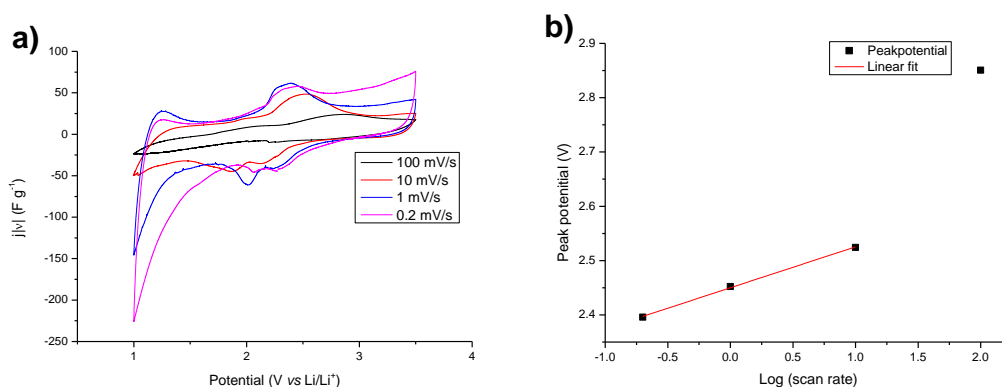 a)
100
50
0
-50
-100
-150
-200
-250
j|ν| (F g⁻¹)
100 mV/s
10 mV/s
1 mV/s
0.2 mV/s
1
2
3
4
Potential (V vs Li/Li⁺)
b)
2.9
2.8
2.7
2.6
2.5
2.4
Peak potenitial (V)
Peakpotential
Linear fit
-1.0
-0.5
0.0
0.5
1.0
1.5
2.0
Log (scan rate)